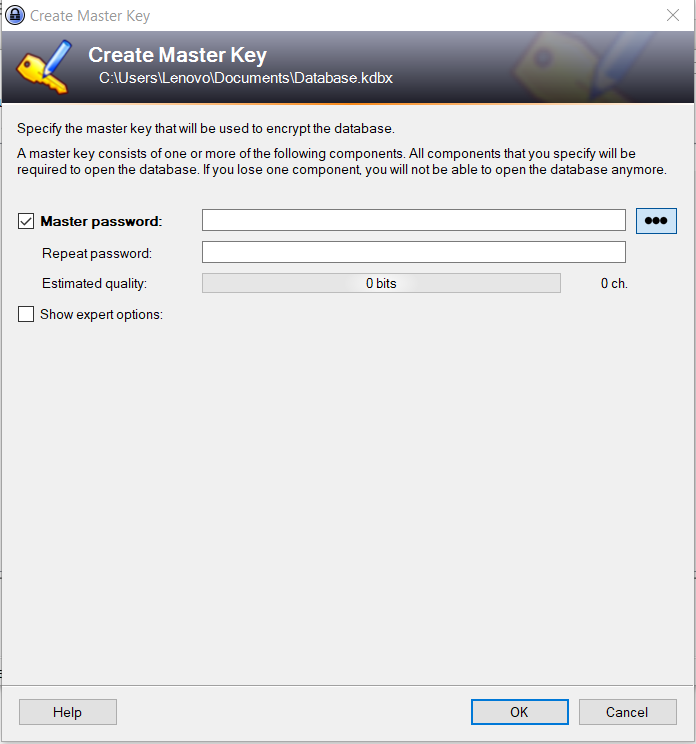 Create Master Key
Create Master Key
C:\Users\Lenovo\Documents\Database.kdbx
Specify the master key that will be used to encrypt the database.
A master key consists of one or more of the following components. All components that you specify will be
required to open the database. If you lose one component, you will not be able to open the database anymore.
Master password:
Repeat password:
Estimated quality: 0 bits 0 ch.
Show expert options:
Help OK Cancel